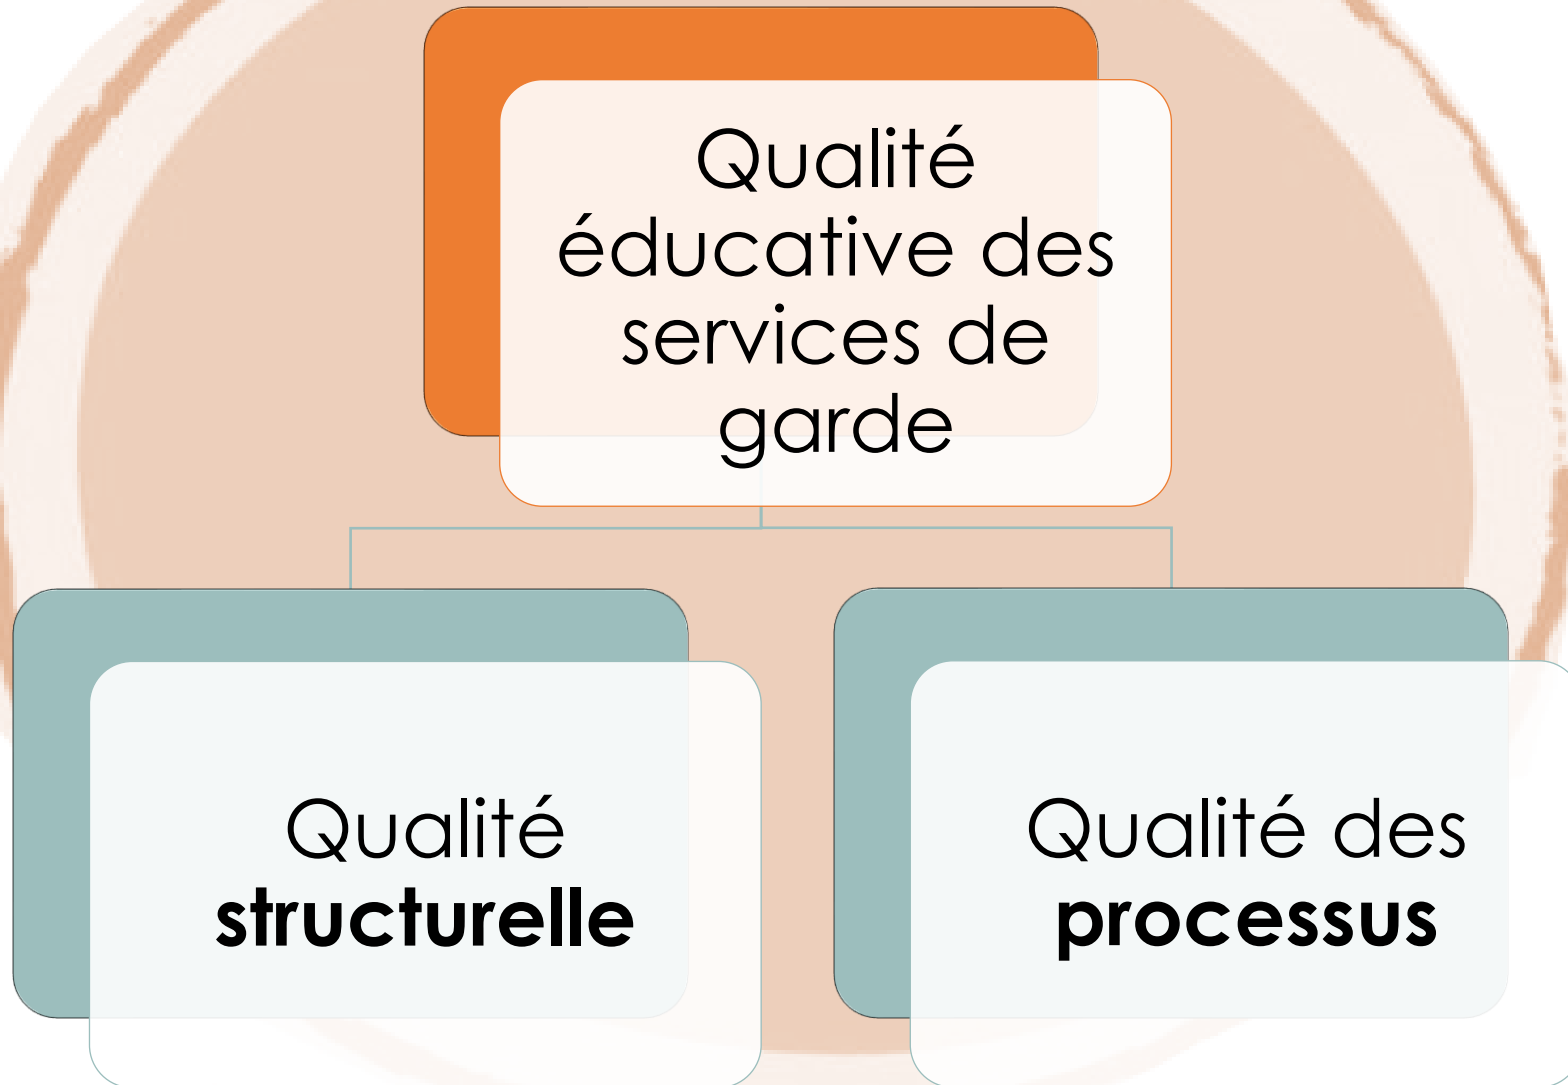 Qualité
éducative des
services de
garde
Qualité
structurelle
Qualité des
processus